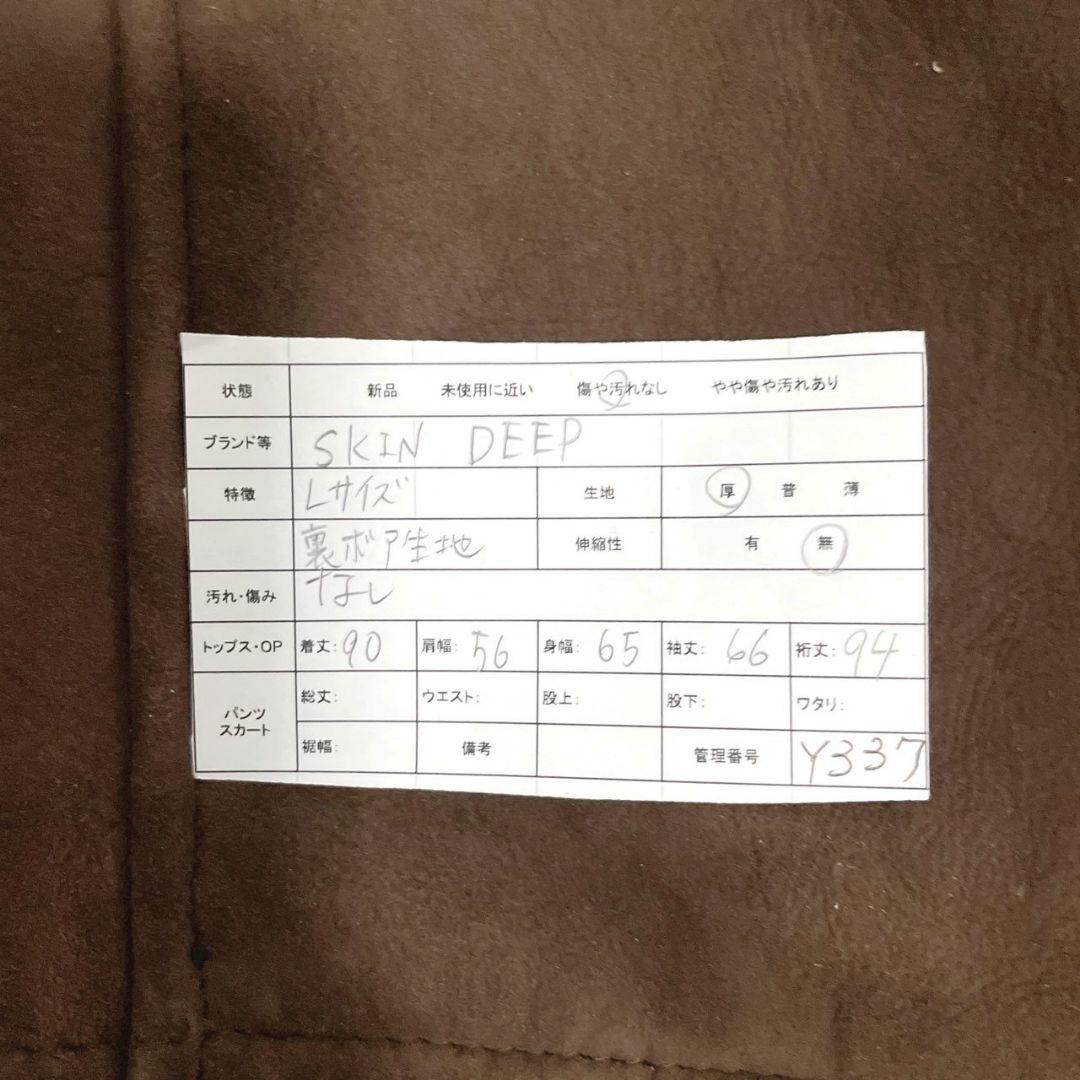 状態 新品 未使用に近い 傷や汚れなし やや傷や汚れあり
ブランド等 SKIN DEEP
特徴 Lサイズ 生地 厚 普 薄
裏ボア生地 伸縮性 有 無
汚れ・傷み なし
トップス・OP 着丈:90 肩幅:56 身幅:65 袖丈:66 裄丈:94
パンツ スカート 総丈: ウエスト: 股上: 股下: ワタリ:
裾幅: 備考 管理番号 Y337